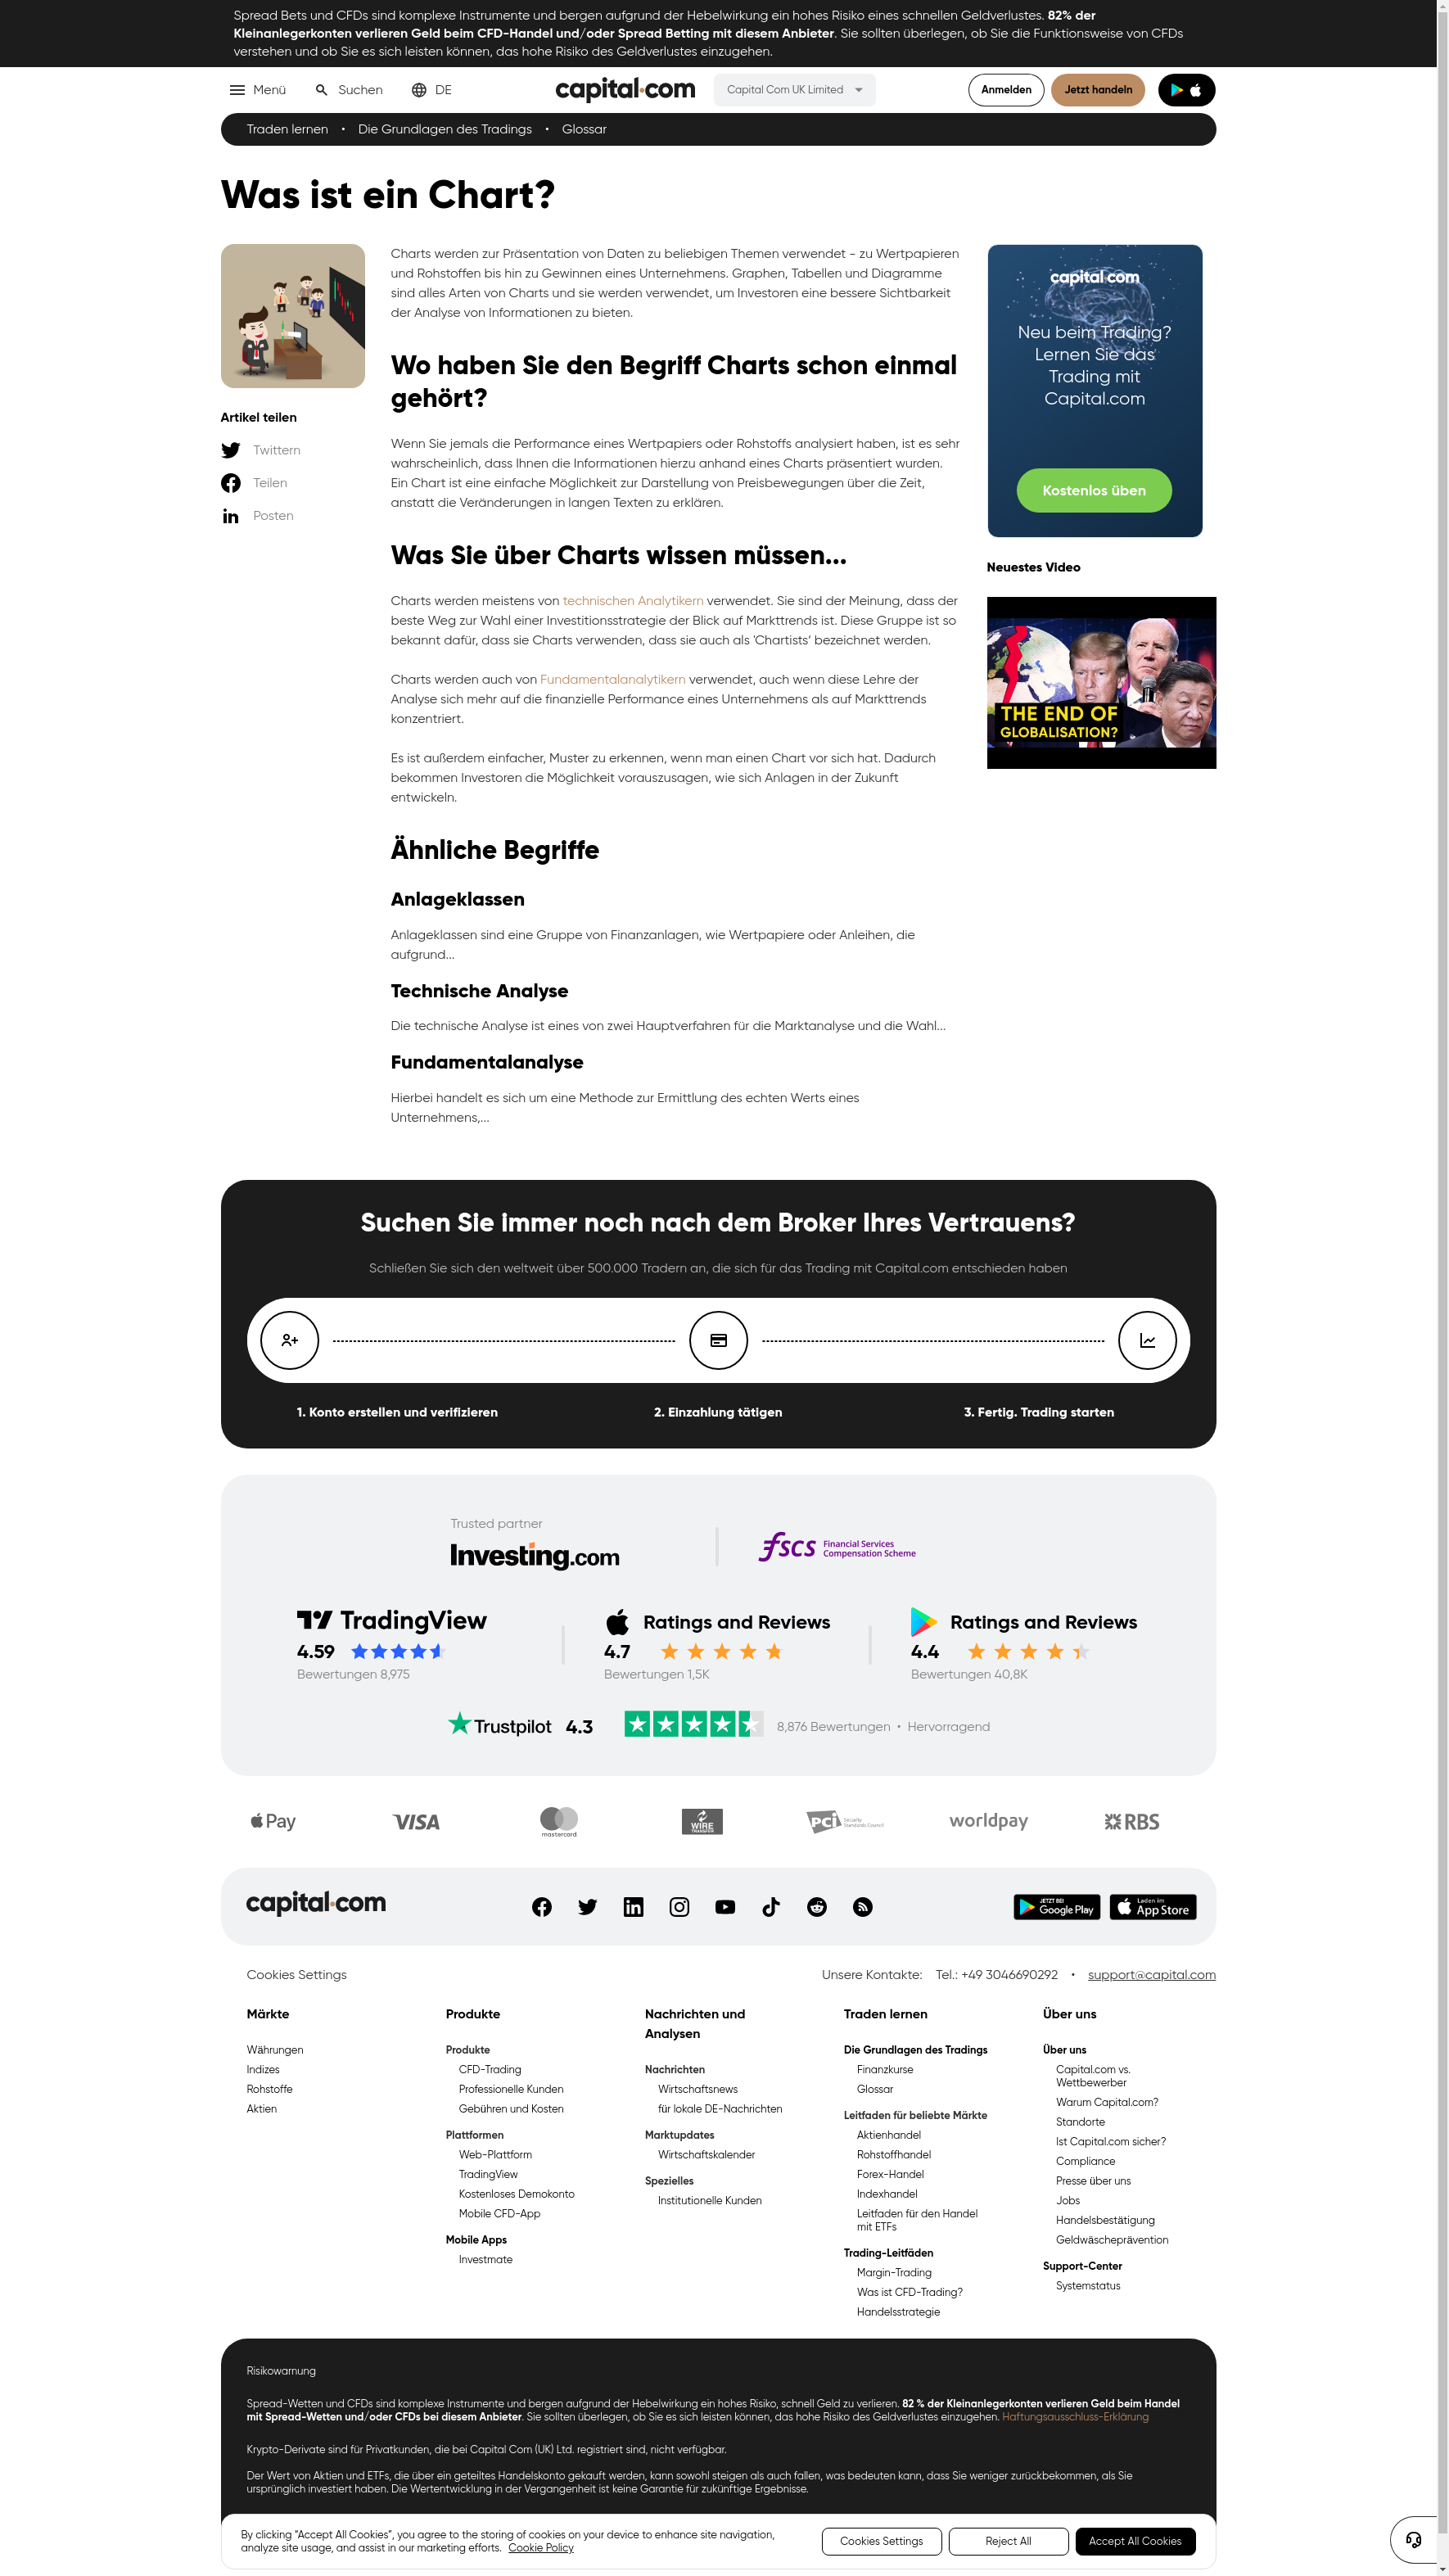 Spread Bets und CFDs sind komplexe Instrumente und bergen aufgrund der Hebelwirkung ein hohes Risiko eines schnellen Geldverlustes. 82% der
Kleinanlegerkonten verlieren Geld beim CFD-Handel und/oder Spread Betting mit diesem Anbieter. Sie sollten überlegen, ob Sie die Funktionsweise von CFDs
verstehen und ob Sie es sich leisten können, das hohe Risiko des Geldverlustes einzugehen.
Menü
Suchen
DE
capital.com
Capital Com UK Limited
Anmelden
Jetzt handeln
Traden lernen • Die Grundlagen des Tradings • Glossar
Was ist ein Chart?
Artikel teilen
Twittern
Teilen
Posten
Charts werden zur Präsentation von Daten zu beliebigen Themen verwendet - zu Wertpapieren
und Rohstoffen bis hin zu Gewinnen eines Unternehmens. Graphen, Tabellen und Diagramme
sind alles Arten von Charts und sie werden verwendet, um Investoren eine bessere Sichtbarkeit
der Analyse von Informationen zu bieten.
Wo haben Sie den Begriff Charts schon einmal
gehört?
Wenn Sie jemals die Performance eines Wertpapiers oder Rohstoffs analysiert haben, ist es sehr
wahrscheinlich, dass Ihnen die Informationen hierzu anhand eines Charts präsentiert wurden.
Ein Chart ist eine einfache Möglichkeit zur Darstellung von Preisbewegungen über die Zeit,
anstatt die Veränderungen in langen Texten zu erklären.
Was Sie über Charts wissen müssen...
Charts werden meistens von technischen Analytikern verwendet. Sie sind der Meinung, dass der
beste Weg zur Wahl einer Investitionsstrategie der Blick auf Markttrends ist. Diese Gruppe ist so
bekannt dafür, dass sie Charts verwenden, dass sie auch als 'Chartists' bezeichnet werden.
Charts werden auch von Fundamentalanalytikern verwendet, auch wenn diese Lehre der
Analyse sich mehr auf die finanzielle Performance eines Unternehmens als auf Markttrends
konzentriert.
Es ist außerdem einfacher, Muster zu erkennen, wenn man einen Chart vor sich hat. Dadurch
bekommen Investoren die Möglichkeit vorauszusagen, wie sich Anlagen in der Zukunft
entwickeln.
Ähnliche Begriffe
Anlageklassen
Anlageklassen sind eine Gruppe von Finanzanlagen, wie Wertpapiere oder Anleihen, die
aufgrund...
Technische Analyse
Die technische Analyse ist eines von zwei Hauptverfahren für die Marktanalyse und die Wahl...
Fundamentalanalyse
Hierbei handelt es sich um eine Methode zur Ermittlung des echten Werts eines
Unternehmens,...
capital.com
Neu beim Trading?
Lernen Sie das
Trading mit
Capital.com
Kostenlos üben
Neuestes Video
THE END OF
GLOBALISATION?
Suchen Sie immer noch nach dem Broker Ihres Vertrauens?
Schließen Sie sich den weltweit über 500.000 Tradern an, die sich für das Trading mit Capital.com entschieden haben
1. Konto erstellen und verifizieren
2. Einzahlung tätigen
3. Fertig. Trading starten
Trusted partner
Investing.com
fscs Financial Services
Compensation Scheme
TradingView
4.59
Bewertungen 8,975
Ratings and Reviews
4.7
Bewertungen 1,5K
Ratings and Reviews
4.4
Bewertungen 40,8K
Trustpilot 4.3
8,876 Bewertungen • Hervorragend
Pay
VISA
mastercard
WIRE
TRANSFER
PCI Security
Standards Council
worldpay
RBS
capital.com
JETZT BEI
Google Play
Laden im
App Store
Cookies Settings
Unsere Kontakte: Tel.: +49 3046690292 • support@capital.com
Märkte
Währungen
Indizes
Rohstoffe
Aktien
Produkte
Produkte
CFD-Trading
Professionelle Kunden
Gebühren und Kosten
Plattformen
Web-Plattform
TradingView
Kostenloses Demokonto
Mobile CFD-App
Mobile Apps
Investmate
Nachrichten und
Analysen
Nachrichten
Wirtschaftsnews
für lokale DE-Nachrichten
Marktupdates
Wirtschaftskalender
Spezielles
Institutionelle Kunden
Traden lernen
Die Grundlagen des Tradings
Finanzkurse
Glossar
Leitfaden für beliebte Märkte
Aktienhandel
Rohstoffhandel
Forex-Handel
Indexhandel
Leitfaden für den Handel
mit ETFs
Trading-Leitfäden
Margin-Trading
Was ist CFD-Trading?
Handelsstrategie
Über uns
Über uns
Capital.com vs.
Wettbewerber
Warum Capital.com?
Standorte
Ist Capital.com sicher?
Compliance
Presse über uns
Jobs
Handelsbestätigung
Geldwäscheprävention
Support-Center
Systemstatus
Risikowarnung
Spread-Wetten und CFDs sind komplexe Instrumente und bergen aufgrund der Hebelwirkung ein hohes Risiko, schnell Geld zu verlieren. 82 % der Kleinanlegerkonten verlieren Geld beim Handel
mit Spread-Wetten und/oder CFDs bei diesem Anbieter. Sie sollten überlegen, ob Sie es sich leisten können, das hohe Risiko des Geldverlustes einzugehen. Haftungsausschluss-Erklärung
Krypto-Derivate sind für Privatkunden, die bei Capital Com (UK) Ltd. registriert sind, nicht verfügbar.
Der Wert von Aktien und ETFs, die über ein geteiltes Handelskonto gekauft werden, kann sowohl steigen als auch fallen, was bedeuten kann, dass Sie weniger zurückbekommen, als Sie
ursprünglich investiert haben. Die Wertentwicklung in der Vergangenheit ist keine Garantie für zukünftige Ergebnisse.
By clicking "Accept All Cookies", you agree to the storing of cookies on your device to enhance site navigation,
analyze site usage, and assist in our marketing efforts. Cookie Policy
Cookies Settings
Reject All
Accept All Cookies